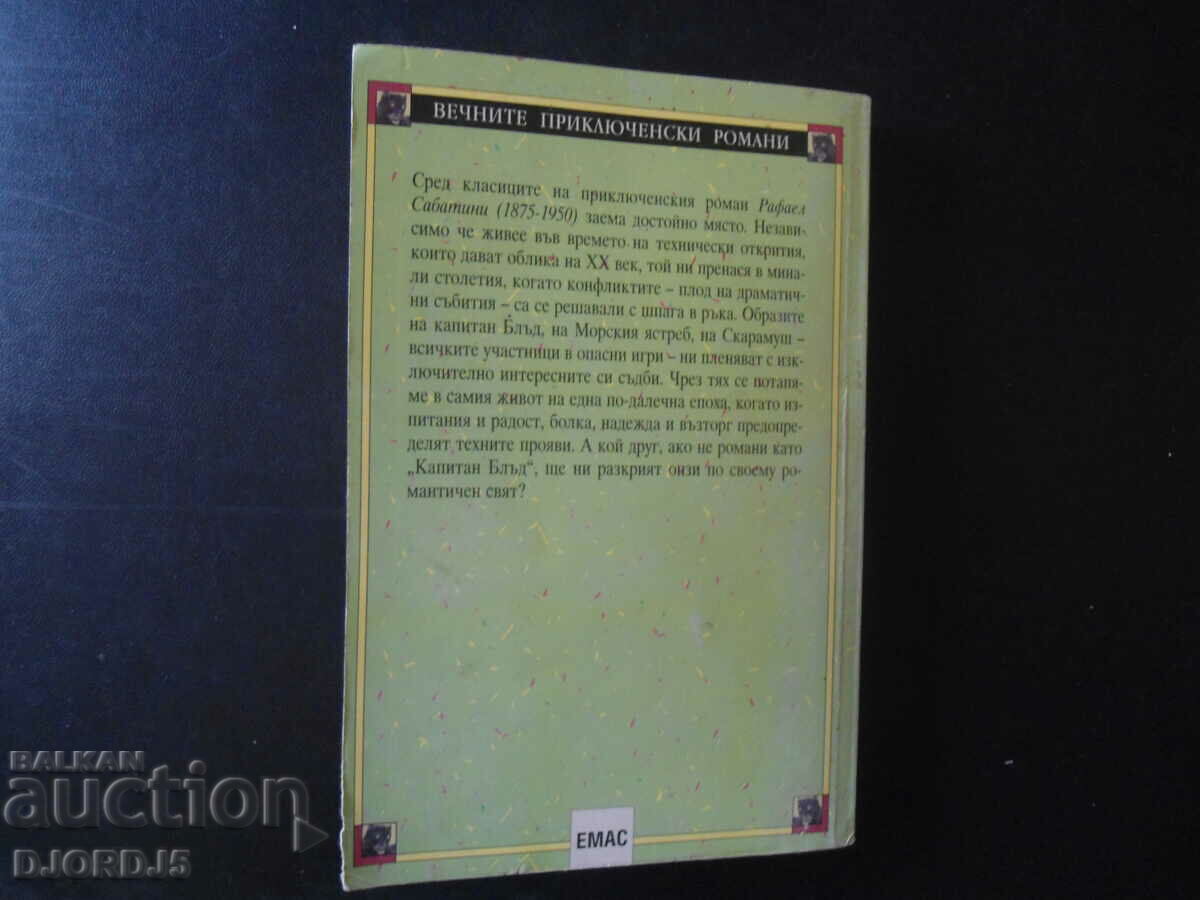 ВЕЧНИТЕ ПРИКЛЮЧЕНСКИ РОМАНИ
Сред класиците на приключенския роман Рафаел
Сабатини (1875-1950) заема достойно място. Незави-
симо че живее във времето на технически открития,
които дават облика на XX век, той ни пренася в мина-
ли столетия, когато конфликтите – плод на драматич-
ни събития – са се решавали с шпага в ръка. Образите
на капитан Блъд, на Морския ястреб, на Скарамуш –
всичките участници в опасни игри – ни пленяват с изк-
лючително интересните си съдби. Чрез тях се потапя-
ме в самия живот на една по-далечна епоха, когато из-
питания и радост, болка, надежда и възторг предопре-
делят техните прояви. А кой друг, ако не романи като
„Капитан Блъд“, ще ни разкрият онзи по своему ро-
мантичен свят?
ЕМАС
BALKAN
auction
DJORDJ5